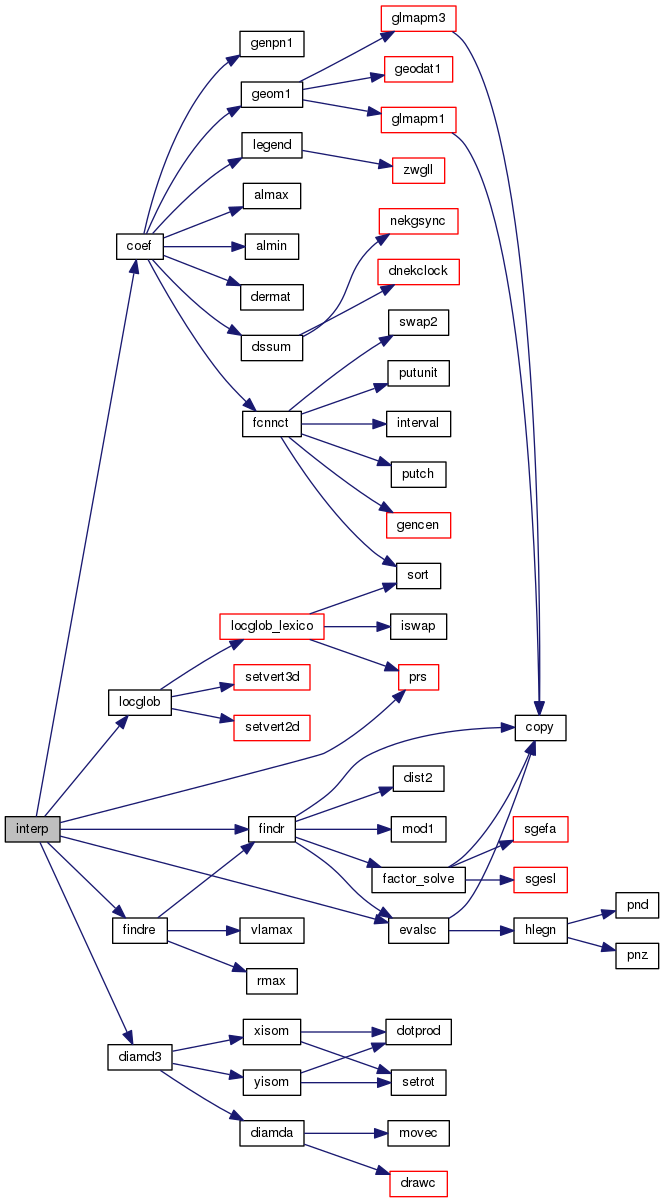 glmapm3
genpn1
geodat1
geom1
glmapm1
legend
zwgll
almax
nekgsync
coef
almin
dnekclock
dermat
swap2
dssum
putunit
fcnnct
interval
putch
gencen
sort
locglob_lexico
iswap
setvert3d
prs
locglob
setvert2d
copy
dist2
interp
findr
mod1
sgefa
factor_solve
sgesl
pnd
findre
vlamax
evalsc
hlegn
pnz
rmax
xisom
dotprod
diamd3
yisom
setrot
diamda
movec
drawc